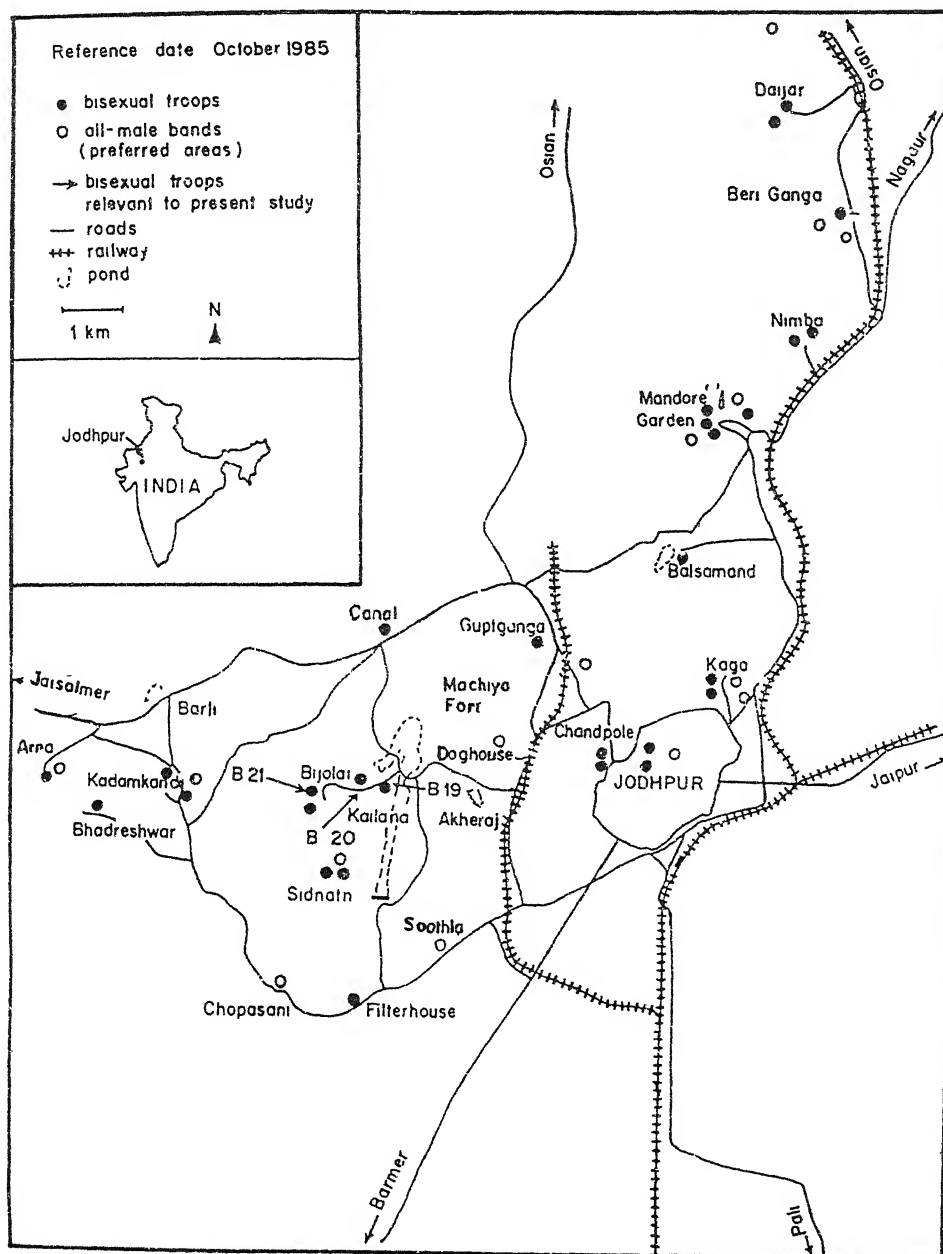 Reference date October 1985
bisexual troops
all-male bands
(preferred areas)
bisexual troops
relevant to present study
roads
railway
pond
1 km
N
Jodhpur
INDIA
Osian
Osian
Daijar
Nagaur
Beri Ganga
Nimba
Mandore
Garden
Balsamand
Canal
Guptganga
Kaga
Jaisalmer
Machiya
Fort
Barli
Chandpole
Arna
Doghouse
Kadamkandi
B 21
Bijolai
B 19
JODHPUR
Jaipur
Kailana
Akheraj
Bhadreshwar
B 20
Sidnath
Soothla
Chopasani
Filterhouse
Barmer
Pali